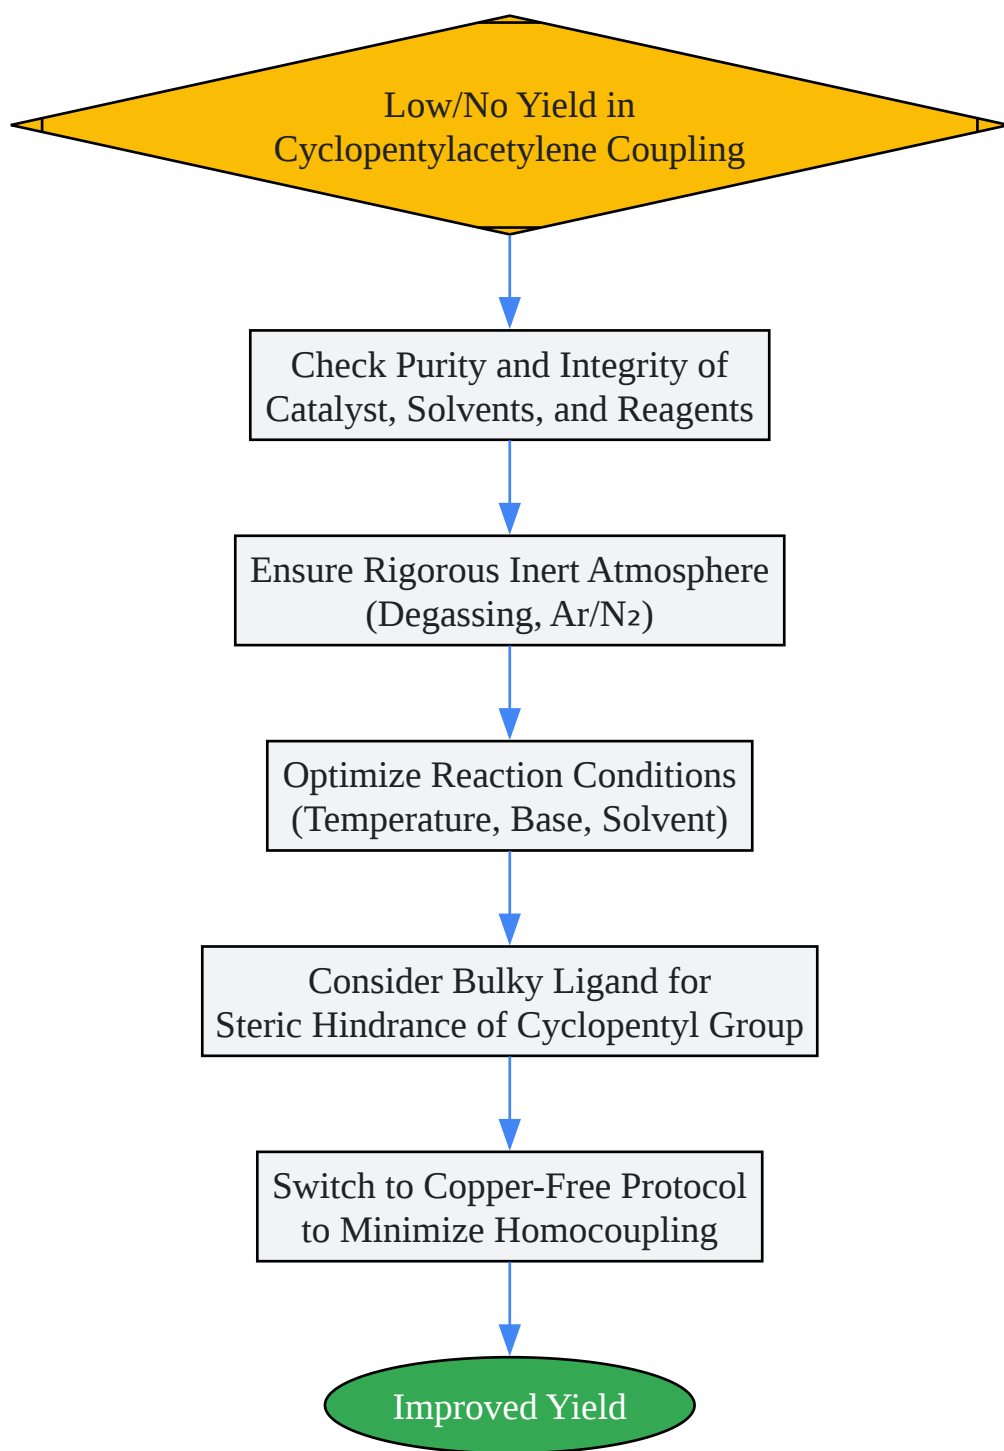 Low/No Yield in
Cyclopentylacetylene Coupling
Check Purity and Integrity of
Catalyst, Solvents, and Reagents
Ensure Rigorous Inert Atmosphere
(Degassing, Ar/N₂)
Optimize Reaction Conditions
(Temperature, Base, Solvent)
Consider Bulky Ligand for
Steric Hindrance of Cyclopentyl Group
Switch to Copper-Free Protocol
to Minimize Homocoupling
Improved Yield